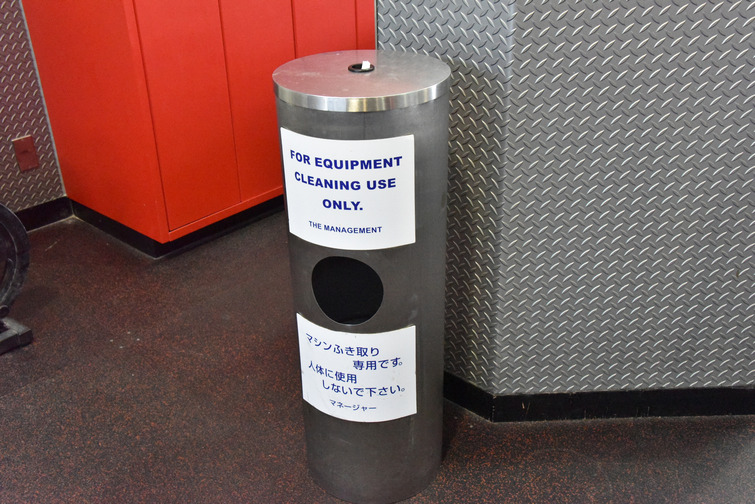 FOR EQUIPMENT
CLEANING USE
ONLY.
THE MANAGEMENT
マシンふき取り
専用です。
人体に使用
しないで下さい。
マネージャー